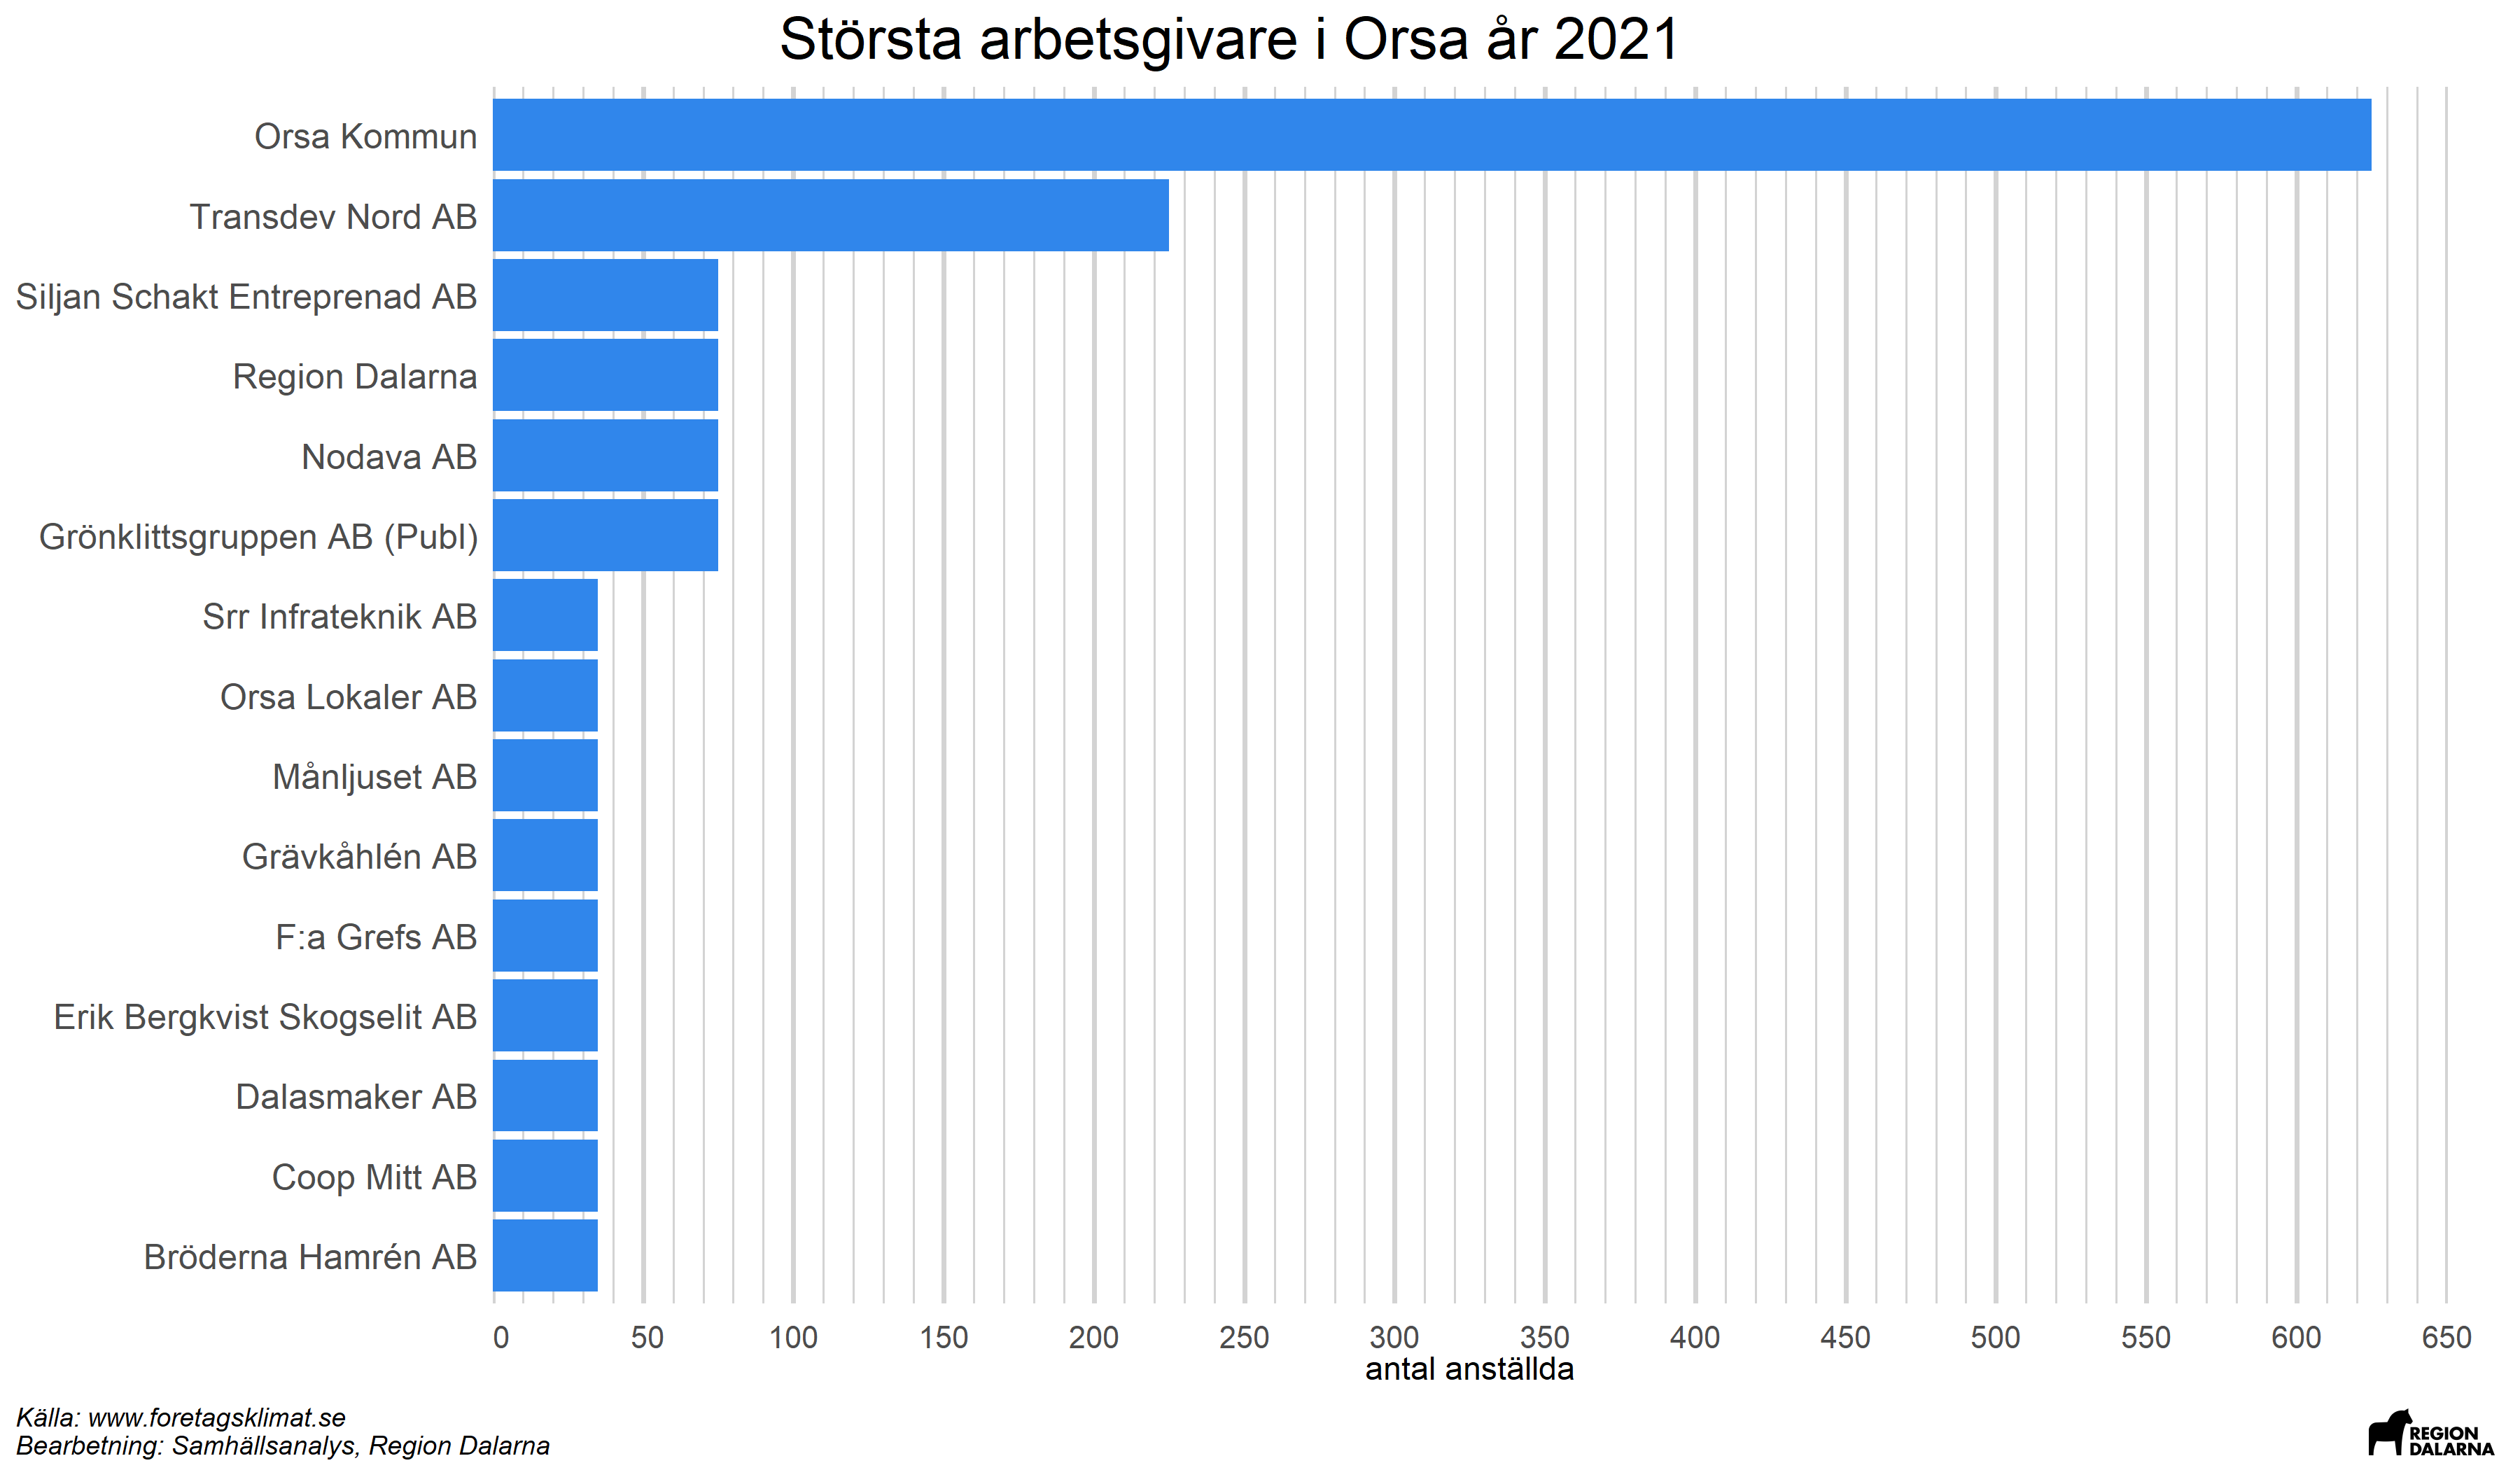 Största arbetsgivare i Orsa år 2021
Orsa Kommun
Transdev Nord AB
Siljan Schakt Entreprenad AB
Region Dalarna
Nodava AB
Grönklittsgruppen AB (Publ)
Srr Infrateknik AB
Orsa Lokaler AB
Månljuset AB
Grävkåhlén AB
F:a Grefs AB
Erik Bergkvist Skogselit AB
Dalasmaker AB
Coop Mitt AB
Bröderna Hamrén AB
0 50 100 150 200 250 300 350 400 450 500 550 600 650
antal anställda
Källa: www.foretagsklimat.se
Bearbetning: Samhällsanalys, Region Dalarna
REGION
DALARNA